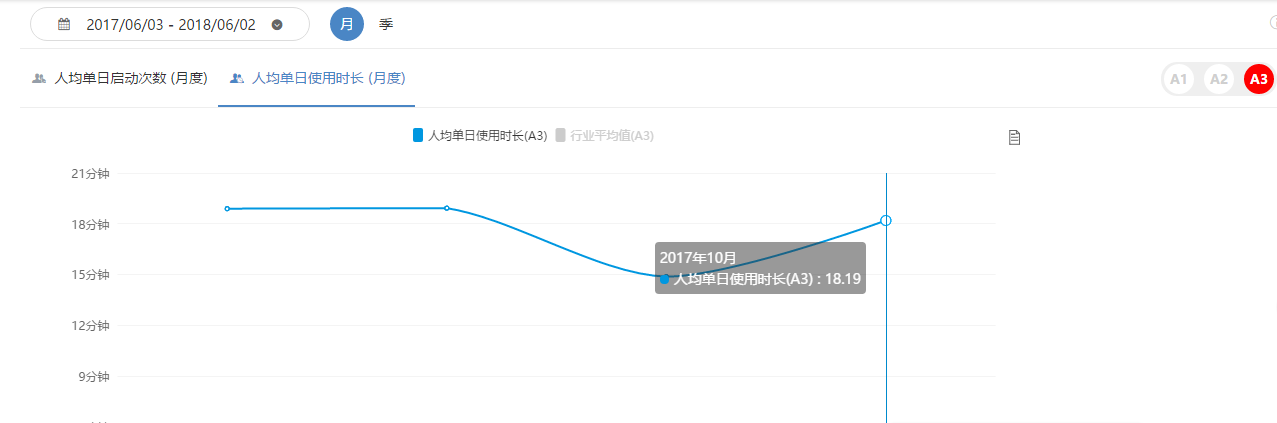 2017/06/03 - 2018/06/02 月 季
人均单日启动次数 (月度) 人均单日使用时长 (月度) A1 A2 A3
人均单日使用时长(A3) 行业平均值(A3)
21分钟
18分钟
2017年10月
人均单日使用时长(A3) : 18.19
15分钟
12分钟
9分钟